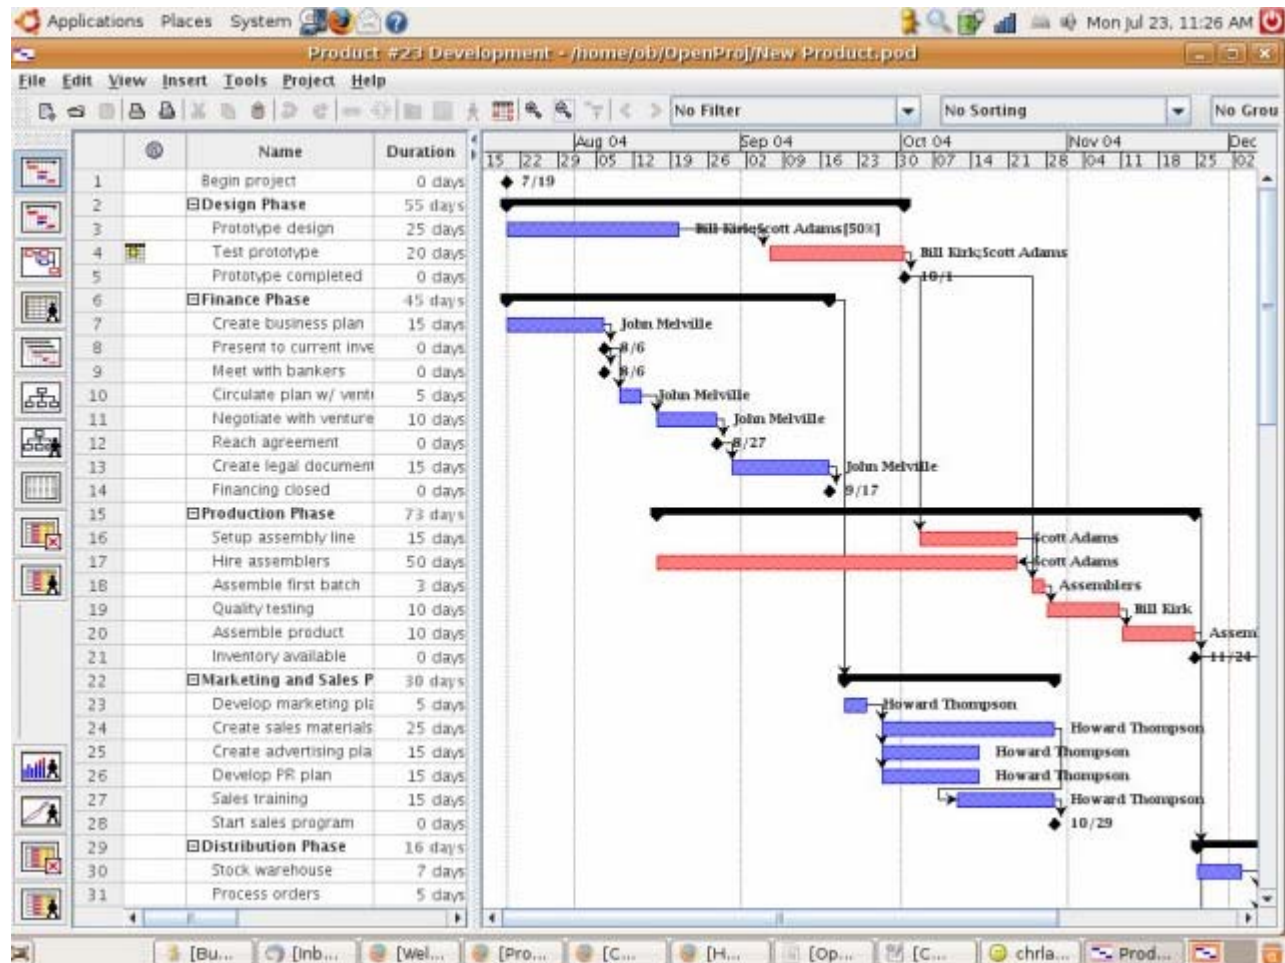 Applications Places System Mon Jul 23, 11:26 AM
Product #23 Development - /home/ob/OpenProj/New Product.pod
File Edit View Insert Tools Project Help
No Filter No Sorting No Grou
Name Duration
Aug 04 Sep 04 Oct 04 Nov 04 Dec
15 22 29 05 12 19 26 02 09 16 23 30 07 14 21 28 04 11 18 25 02
1 Begin project 0 days 7/19
2 Design Phase 55 days
3 Prototype design 25 days Bill Kirk;Scott Adams[50%]
4 Test prototype 20 days Bill Kirk;Scott Adams
5 Prototype completed 0 days 10/1
6 Finance Phase 45 days
7 Create business plan 15 days John Melville
8 Present to current inve 0 days 8/6
9 Meet with bankers 0 days 8/6
10 Circulate plan w/ vent 5 days John Melville
11 Negotiate with venture 10 days John Melville
12 Reach agreement 0 days 8/27
13 Create legal document 15 days John Melville
14 Financing closed 0 days 9/17
15 Production Phase 73 days
16 Setup assembly line 15 days Scott Adams
17 Hire assemblers 50 days Scott Adams
18 Assemble first batch 3 days Assemblers
19 Quality testing 10 days Bill Kirk
20 Assemble product 10 days Assem
21 Inventory available 0 days 11/24
22 Marketing and Sales P 30 days
23 Develop marketing pla 5 days Howard Thompson
24 Create sales materials 25 days Howard Thompson
25 Create advertising pla 15 days Howard Thompson
26 Develop PR plan 15 days Howard Thompson
27 Sales training 15 days Howard Thompson
28 Start sales program 0 days 10/29
29 Distribution Phase 16 days
30 Stock warehouse 7 days
31 Process orders 5 days
[Bu... [Inb... [Wel... [Pro... [C... [H... [Op... [C... chrla... Prod...